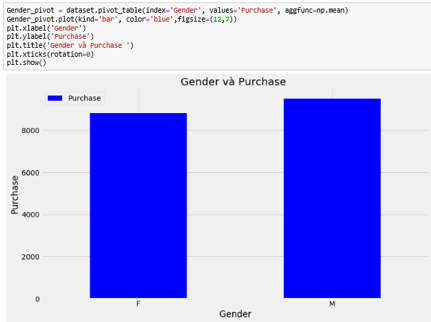 Gender_pivot = dataset.pivot_table(index='Gender', values='Purchase', aggfunc=np.mean)
Gender_pivot.plot(kind='bar', color='blue',figsize=(12,7))
plt.xlabel('Gender')
plt.ylabel('Purchase')
plt.title('Gender và Purchase ')
plt.xticks(rotation=0)
plt.show()
Gender và Purchase
Purchase
8000
6000
Purchase
4000
2000
0
F M
Gender